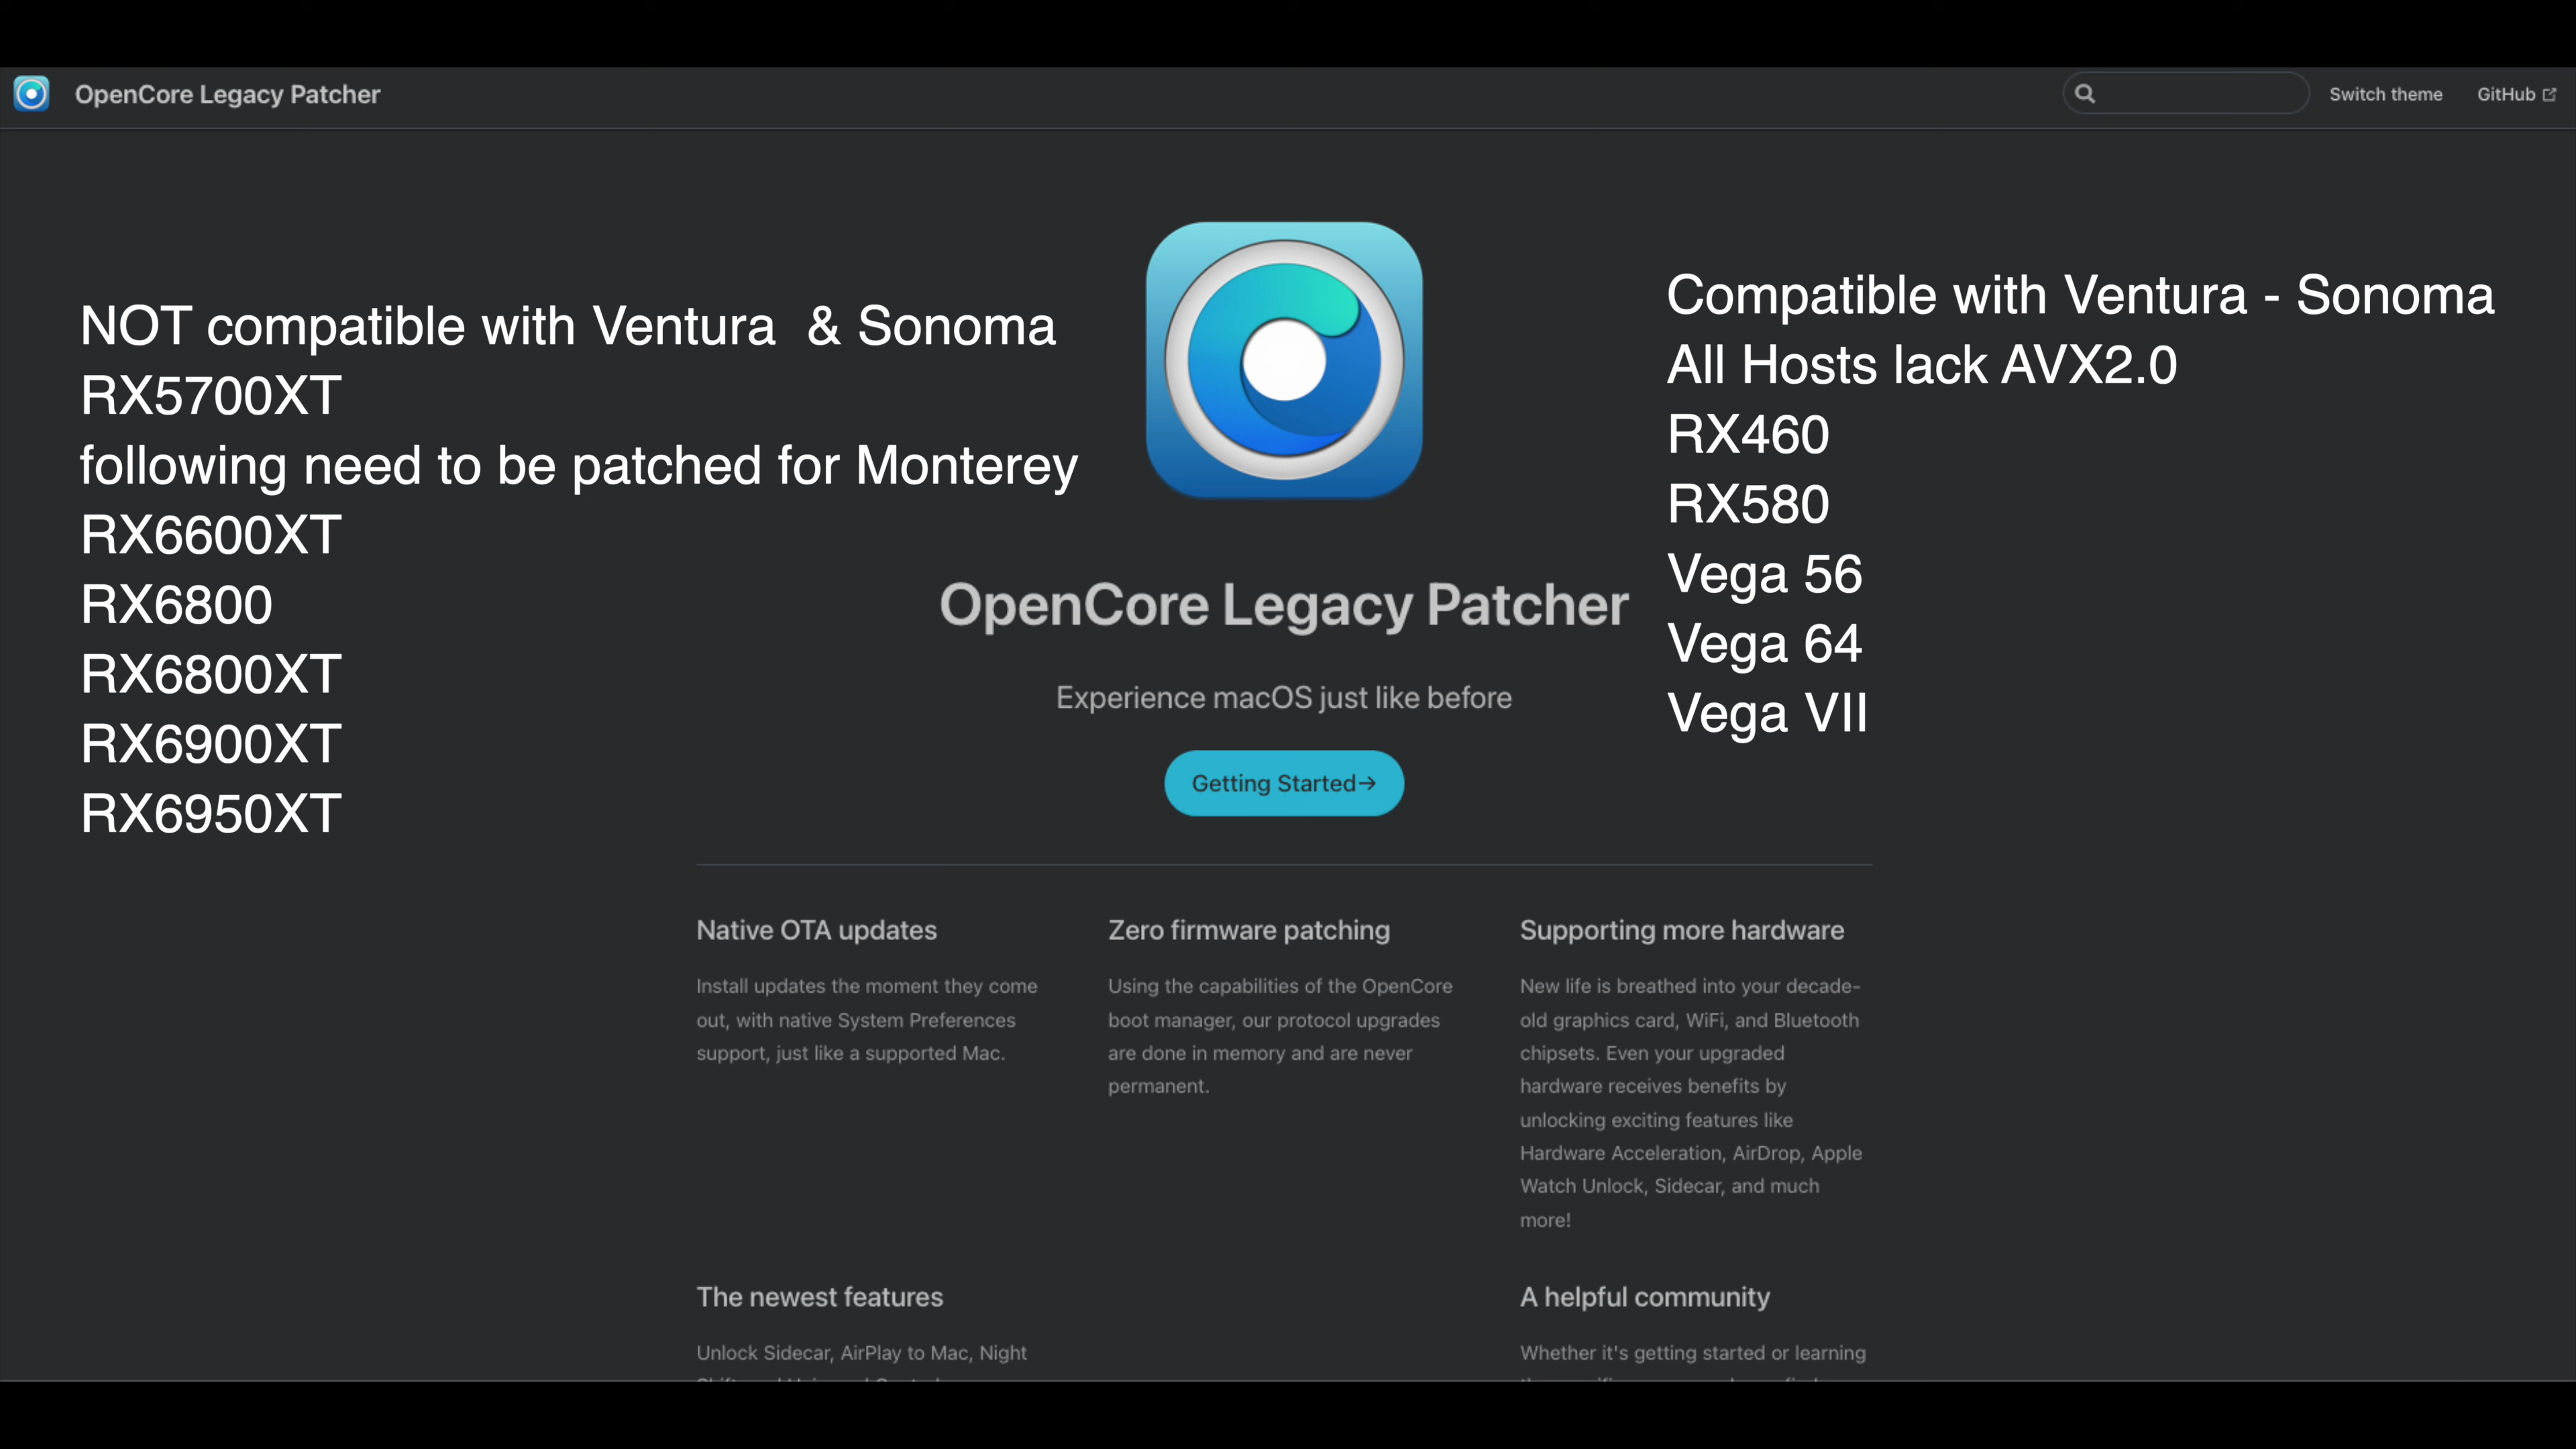 OpenCore Legacy Patcher
Switch theme
GitHub
NOT compatible with Ventura & Sonoma
RX5700XT
following need to be patched for Monterey
RX6600XT
RX6800
RX6800XT
RX6900XT
RX6950XT
Compatible with Ventura - Sonoma
All Hosts lack AVX2.0
RX460
RX580
Vega 56
Vega 64
Vega VII
OpenCore Legacy Patcher
Experience macOS just like before
Getting Started→
Native OTA updates
Install updates the moment they come
out, with native System Preferences
support, just like a supported Mac.
Zero firmware patching
Using the capabilities of the OpenCore
boot manager, our protocol upgrades
are done in memory and are never
permanent.
Supporting more hardware
New life is breathed into your decade-
old graphics card, WiFi, and Bluetooth
chipsets. Even your upgraded
hardware receives benefits by
unlocking exciting features like
Hardware Acceleration, AirDrop, Apple
Watch Unlock, Sidecar, and much
more!
The newest features
Unlock Sidecar, AirPlay to Mac, Night
A helpful community
Whether it's getting started or learning